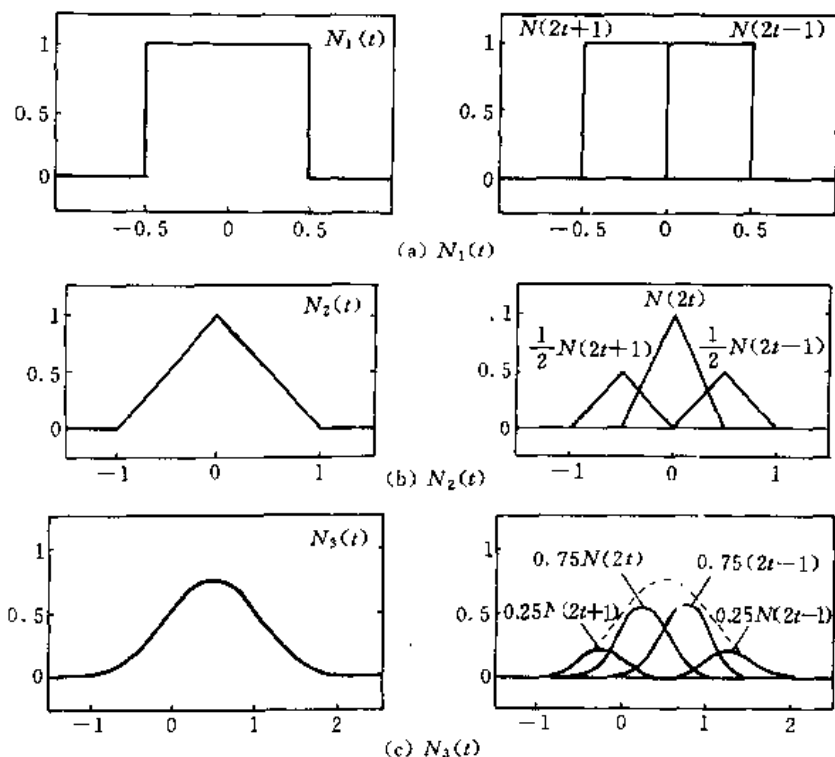 N₁(t)
1
0.5
0
−0.5 0 0.5
N(2t+1) N(2t−1)
1
0.5
0
−0.5 0 0.5
(a) N₁(t)
N₂(t)
1
0.5
0
−1 0 1
N(2t)
1/2 N(2t+1) 1/2 N(2t−1)
1
0.5
0
−1 0 1
(b) N₂(t)
N₃(t)
1
0.5
0
−1 0 1 2
0.75N(2t) 0.75(2t−1)
0.25N(2t+1) 0.25N(2t−1)
1
0.5
0
−1 0 1 2
(c) N₃(t)